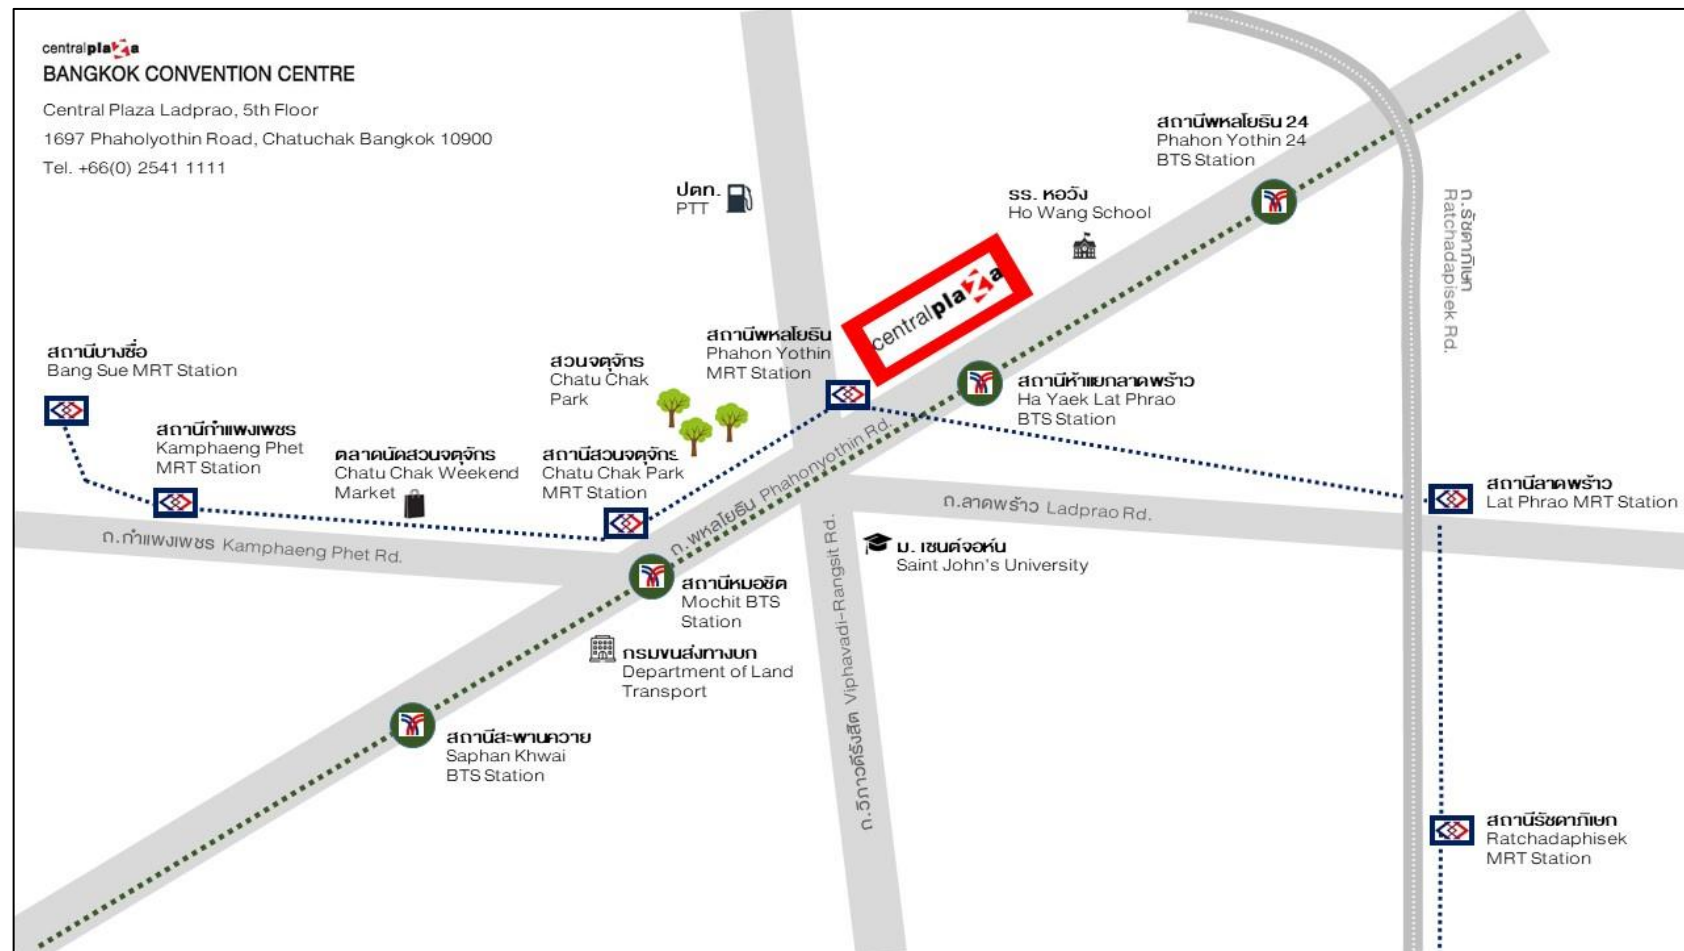 centralplaza
BANGKOK CONVENTION CENTRE
Central Plaza Ladprao, 5th Floor
1697 Phaholyothin Road, Chatuchak Bangkok 10900
Tel. +66(0) 2541 1111
สถานีพหลโยธิน 24
Phahon Yothin 24
BTS Station
ปตท.
PTT
รร. หอวัง
Ho Wang School
ถ.รัชดาภิเษก
Ratchadapisek Rd.
centralplaza
สถานีพหลโยธิน
Phahon Yothin
MRT Station
สถานีบางซื่อ
Bang Sue MRT Station
สวนจตุจักร
Chatu Chak
Park
สถานีห้าแยกลาดพร้าว
Ha Yaek Lat Phrao
BTS Station
สถานีกำแพงเพชร
Kamphaeng Phet
MRT Station
ตลาดนัดสวนจตุจักร
Chatu Chak Weekend
Market
สถานีสวนจตุจักร
Chatu Chak Park
MRT Station
ถ. พหลโยธิน Phahonyothin Rd.
สถานีลาดพร้าว
Lat Phrao MRT Station
ถ.ลาดพร้าว Ladprao Rd.
ถ.กำแพงเพชร Kamphaeng Phet Rd.
ม. เซนต์จอห์น
Saint John's University
สถานีหมอชิต
Mochit BTS
Station
ถ.วิภาวดีรังสิต Viphavadi-Rangsit Rd.
กรมขนส่งทางบก
Department of Land
Transport
สถานีสะพานควาย
Saphan Khwai
BTS Station
สถานีรัชดาภิเษก
Ratchadaphisek
MRT Station